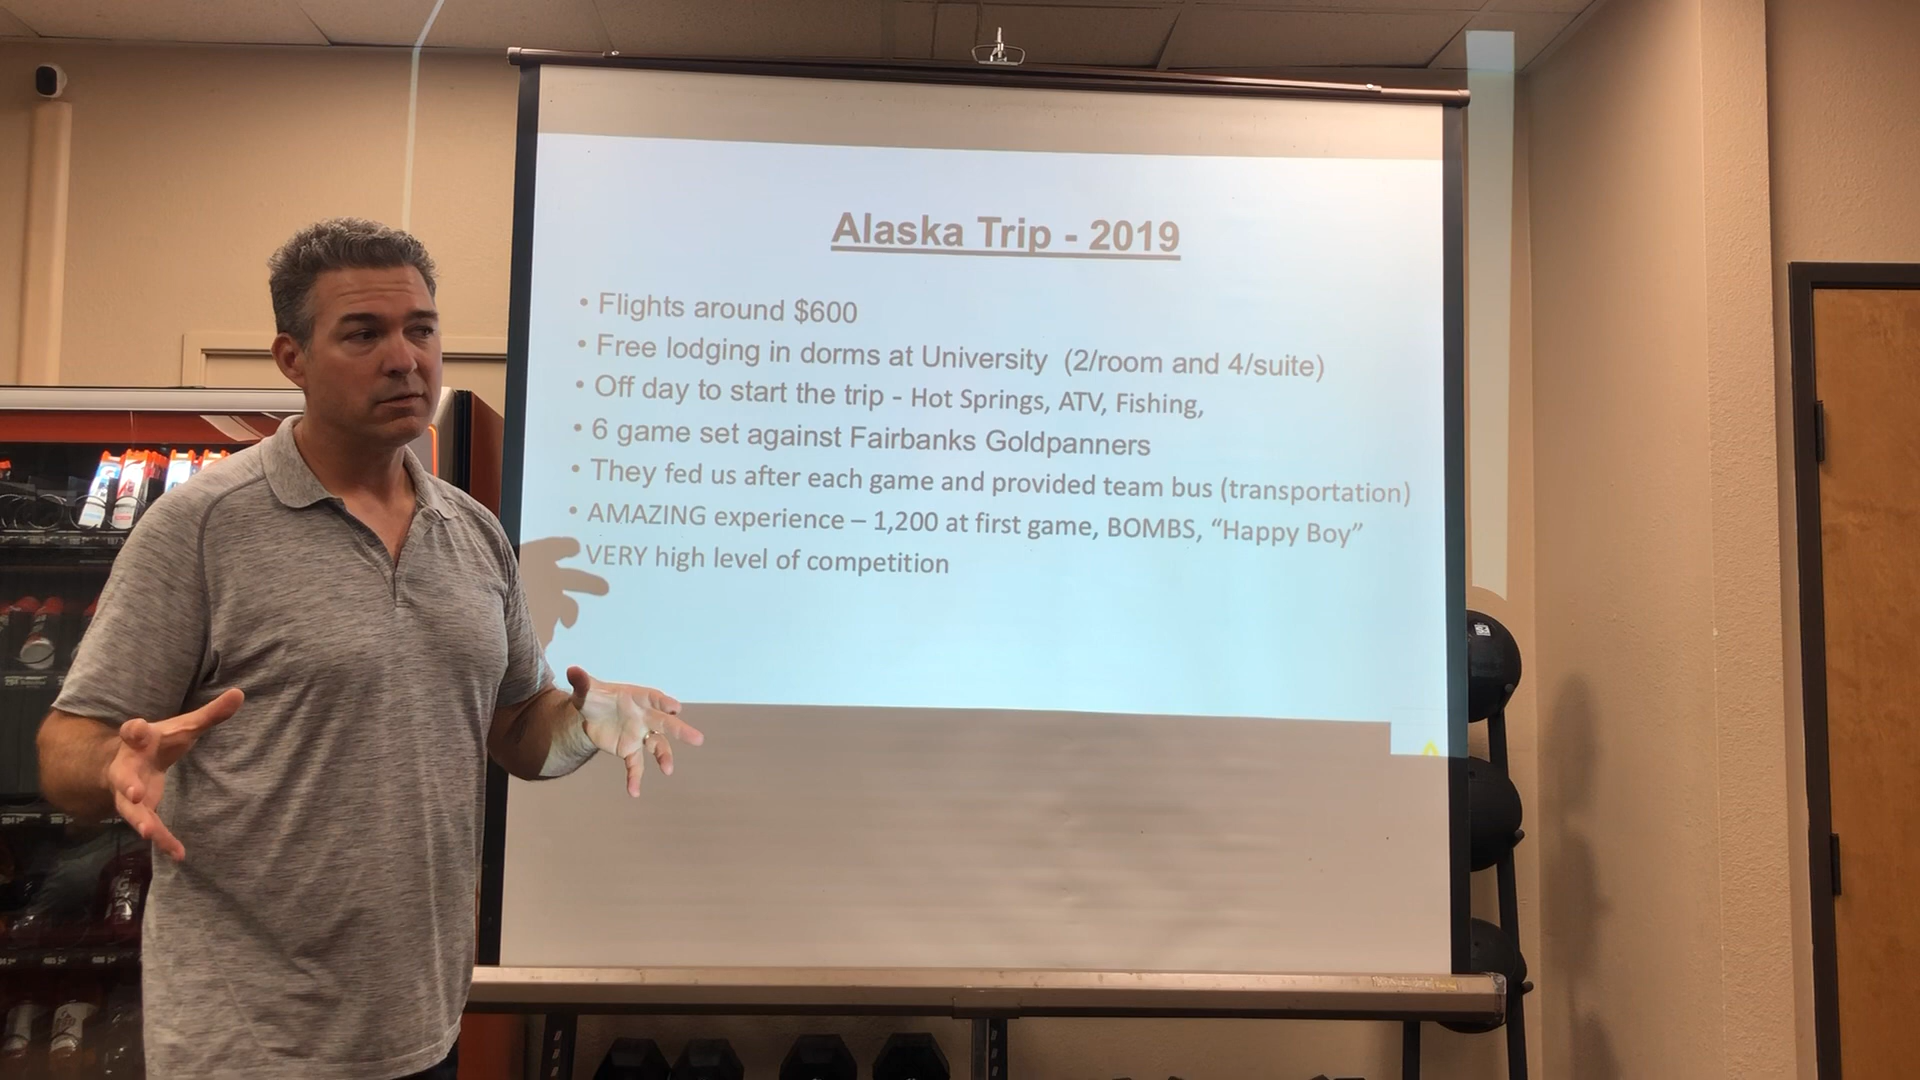 Alaska Trip - 2019
• Flights around $600
• Free lodging in dorms at University (2/room and 4/suite)
• Off day to start the trip - Hot Springs, ATV, Fishing,
• 6 game set against Fairbanks Goldpanners
• They fed us after each game and provided team bus (transportation)
• AMAZING experience – 1,200 at first game, BOMBS, “Happy Boy”
VERY high level of competition